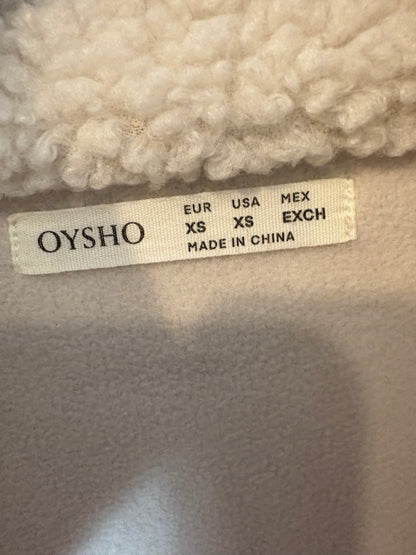 OYSHO
EUR USA MEX
XS XS EXCH
MADE IN CHINA